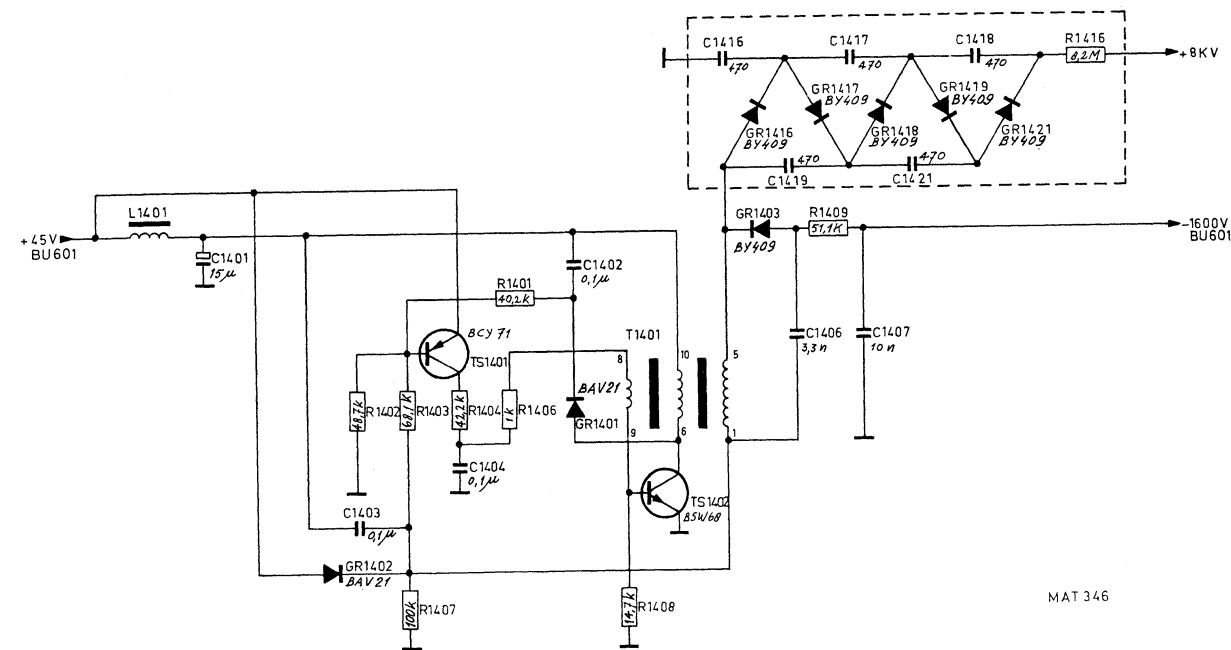 C1416
470
C1417
470
C1418
470
R1416
8,2M
+8KV
GR1417
BY409
GR1419
BY409
GR1416
BY409
GR1418
BY409
GR1421
BY409
470
C1419
470
C1421
L1401
+45V
BU601
C1401
15µ
GR1403
BY409
R1409
51,1K
-1600V
BU601
C1402
0,1µ
R1401
40,2k
BCY 71
TS1401
T1401
8
10
5
C1406
3,3n
C1407
10n
48,7k
R1402
68,1k
R1403
42,2k
R1404
1k
R1406
BAV21
GR1401
9
6
1
C1404
0,1µ
TS1402
BSW68
C1403
0,1µ
GR1402
BAV21
100k
R1407
14,7k
R1408
MAT 346